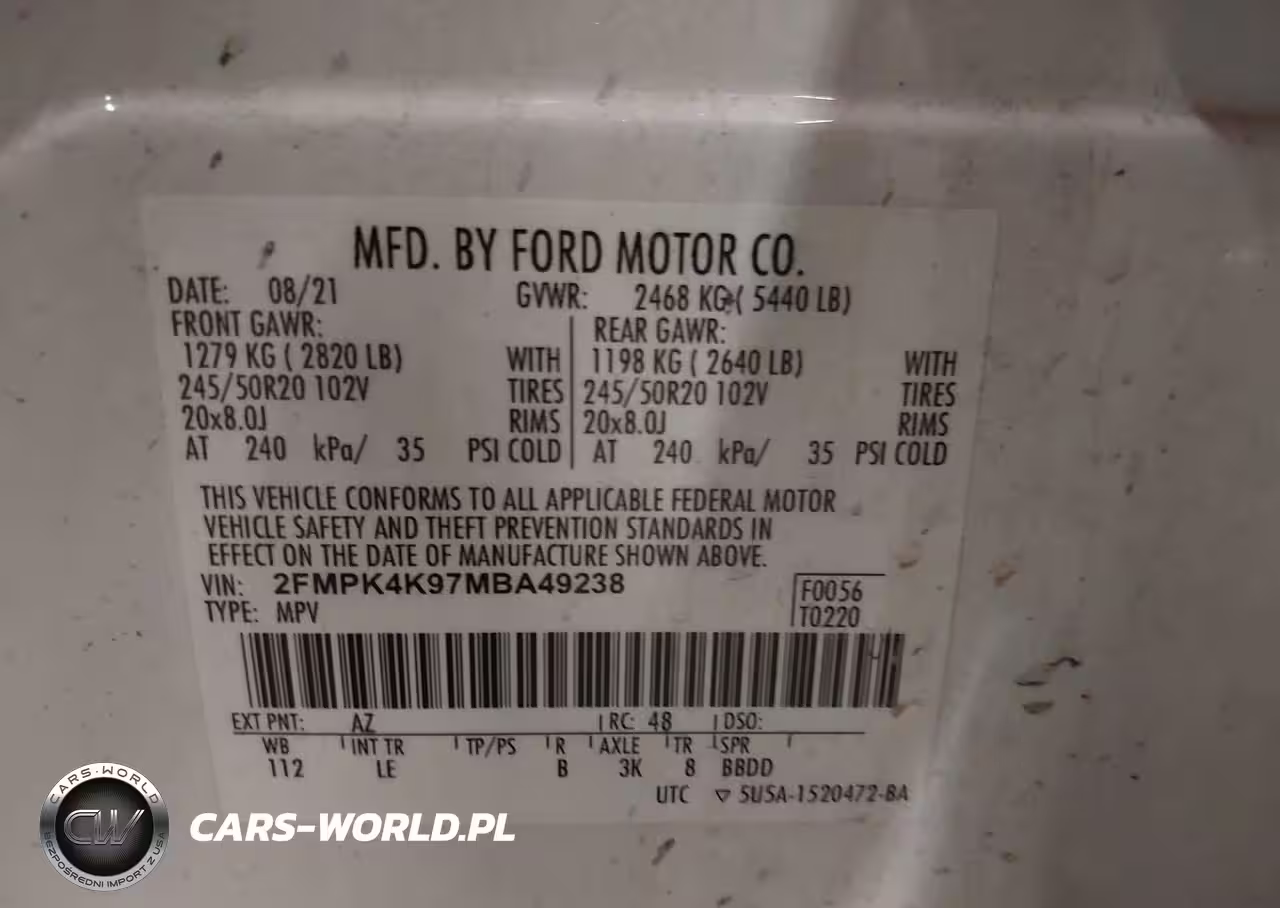 MFD. BY FORD MOTOR CO.
DATE: 08/21 GVWR: 2468 KG ( 5440 LB)
FRONT GAWR: REAR GAWR:
1279 KG ( 2820 LB) WITH 1198 KG ( 2640 LB) WITH
245/50R20 102V TIRES 245/50R20 102V TIRES
20x8.0J RIMS 20x8.0J RIMS
AT 240 kPa/ 35 PSI COLD AT 240 kPa/ 35 PSI COLD
THIS VEHICLE CONFORMS TO ALL APPLICABLE FEDERAL MOTOR
VEHICLE SAFETY AND THEFT PREVENTION STANDARDS IN
EFFECT ON THE DATE OF MANUFACTURE SHOWN ABOVE.
VIN: 2FMPK4K97MBA49238 F0056
TYPE: MPV T0220
EXT PNT: AZ RC: 48 DSO:
WB INT TR TP/PS R AXLE TR SPR
112 LE B 3K 8 BBDD
UTC ▽ 5U5A-1520472-BA
CARS-WORLD
CW
BEZPOŚREDNI IMPORT Z USA
CARS-WORLD.PL